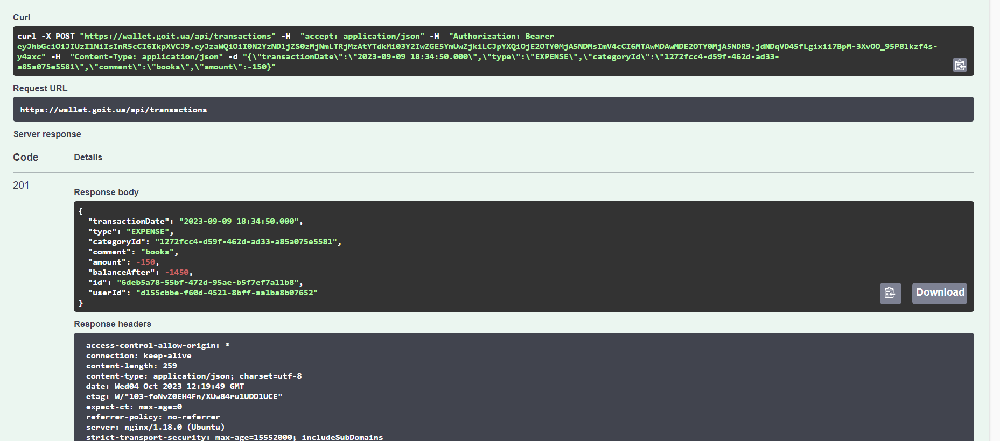 Curl
curl -X POST "https://wallet.goit.ua/api/transactions" -H  "accept: application/json" -H  "Authorization: Bearer
eyJhbGciOiJIUzI1NiIsInR5cCI6IkpXVCJ9.eyJzaWQiOiI0N2YzNDljZS0zMjNmLTRjMzAtYTdkMi03Y2IwZGE5YmUwZjkiLCJpYXQiOjE2OTY0MjA5NDMsImV4cCI6MTAwMDAwMDE2OTY0MjA5NDR9.jdNDqVD45fLgixii7BpM-3XvOO_95P81kzf4s-
y4axc" -H  "Content-Type: application/json" -d "{\"transactionDate\":\"2023-09-09 18:34:50.000\",\"type\":\"EXPENSE\",\"categoryId\":\"1272fcc4-d59f-462d-ad33-
a85a075e5581\",\"comment\":\"books\",\"amount\":-150}"
Request URL
https://wallet.goit.ua/api/transactions
Server response
Code Details
201
Response body
{
"transactionDate": "2023-09-09 18:34:50.000",
"type": "EXPENSE",
"categoryId": "1272fcc4-d59f-462d-ad33-a85a075e5581",
"comment": "books",
"amount": -150,
"balanceAfter": -1450,
"id": "6deb5a78-55bf-472d-95ae-b5f7ef7a11b8",
"userId": "d155cbbe-f60d-4521-8bff-aa1ba8b07652"
}
Download
Response headers
access-control-allow-origin: *
connection: keep-alive
content-length: 259
content-type: application/json; charset=utf-8
date: Wed04 Oct 2023 12:19:49 GMT
etag: W/"103-foNvZ0EH4Fn/XUw84ru1UDD1UCE"
expect-ct: max-age=0
referrer-policy: no-referrer
server: nginx/1.18.0 (Ubuntu)
strict-transport-security: max-age=15552000; includeSubDomains